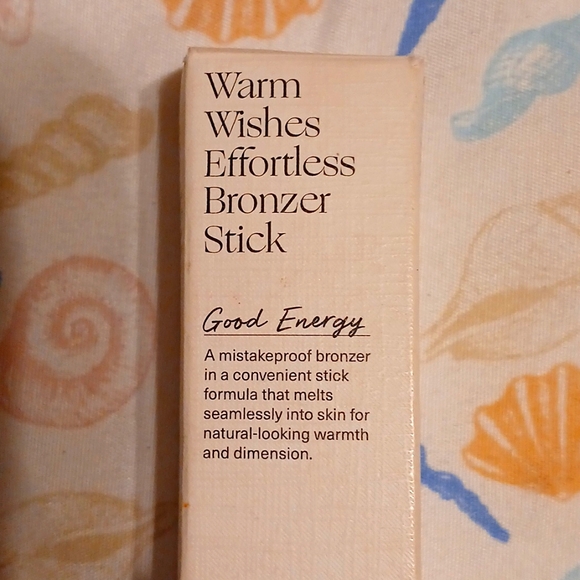 Warm
Wishes
Effortless
Bronzer
Stick
Good Energy
A mistakeproof bronzer
in a convenient stick
formula that melts
seamlessly into skin for
natural-looking warmth
and dimension.